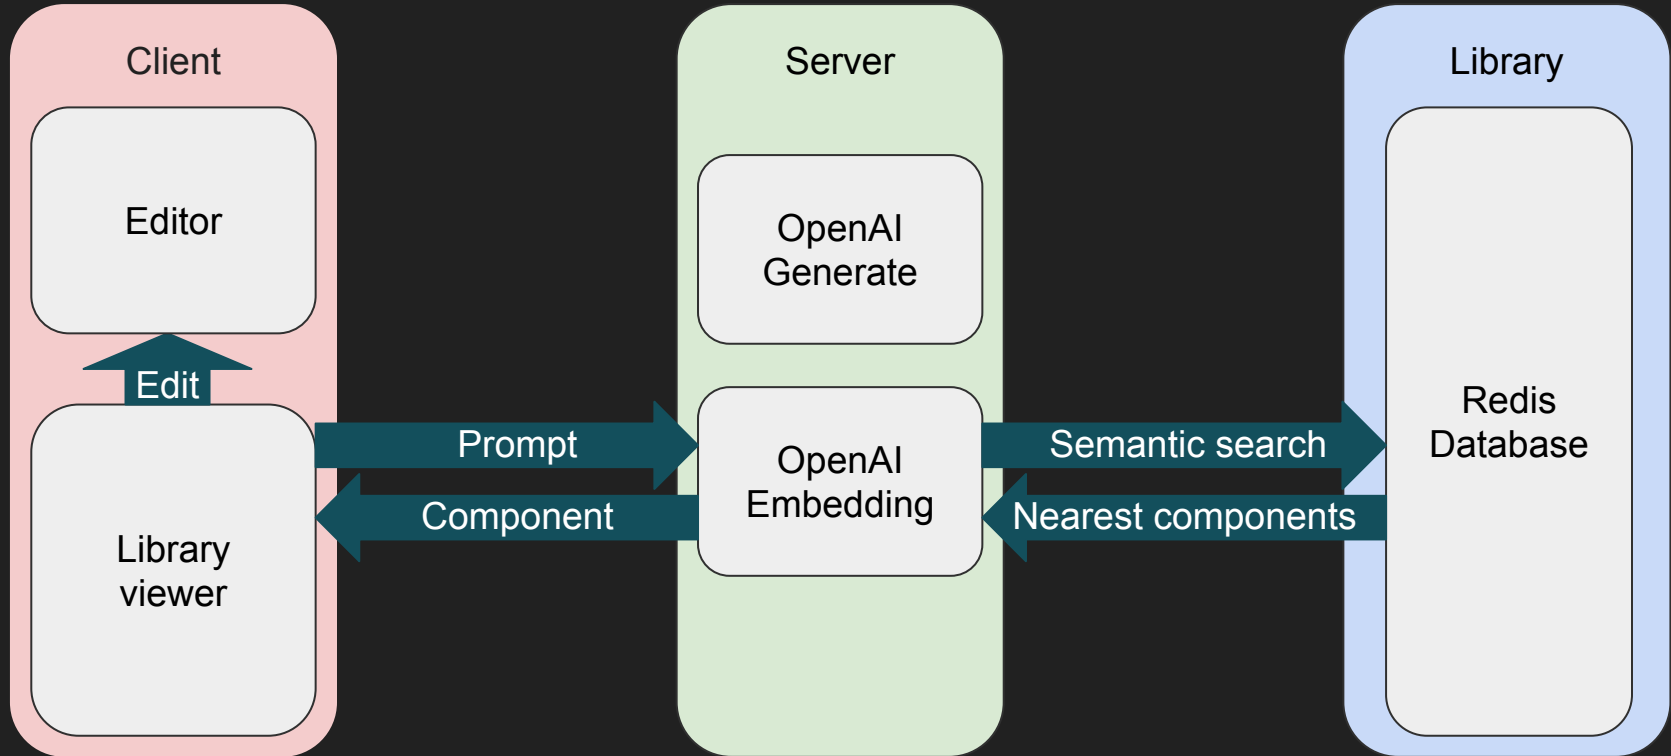 Client
Editor
Edit
Library
viewer
Prompt
Component
Server
OpenAI
Generate
OpenAI
Embedding
Semantic search
Nearest components
Library
Redis
Database